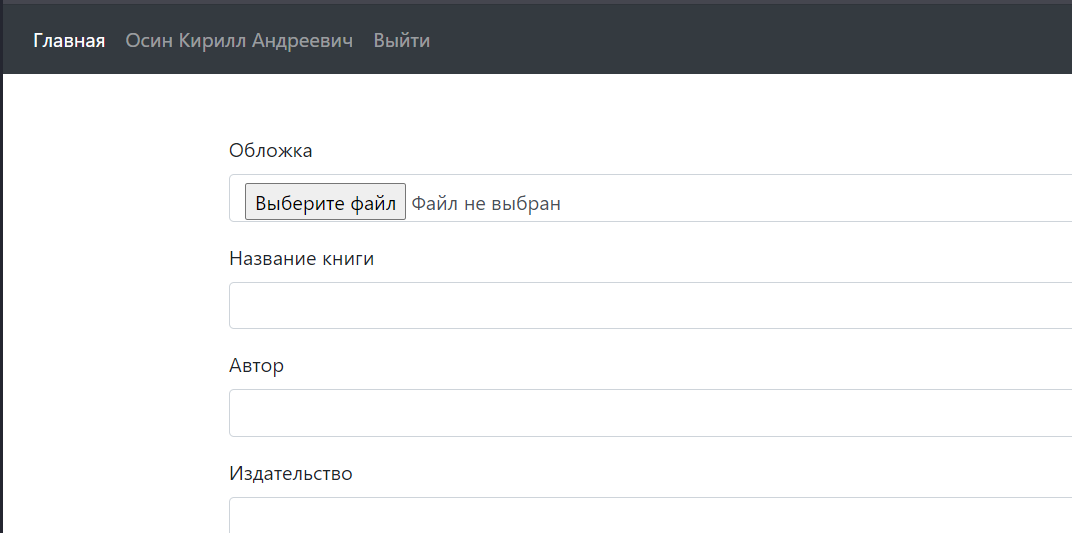 Главная Осин Кирилл Андреевич Выйти
Обложка
Выберите файл Файл не выбран
Название книги
Автор
Издательство